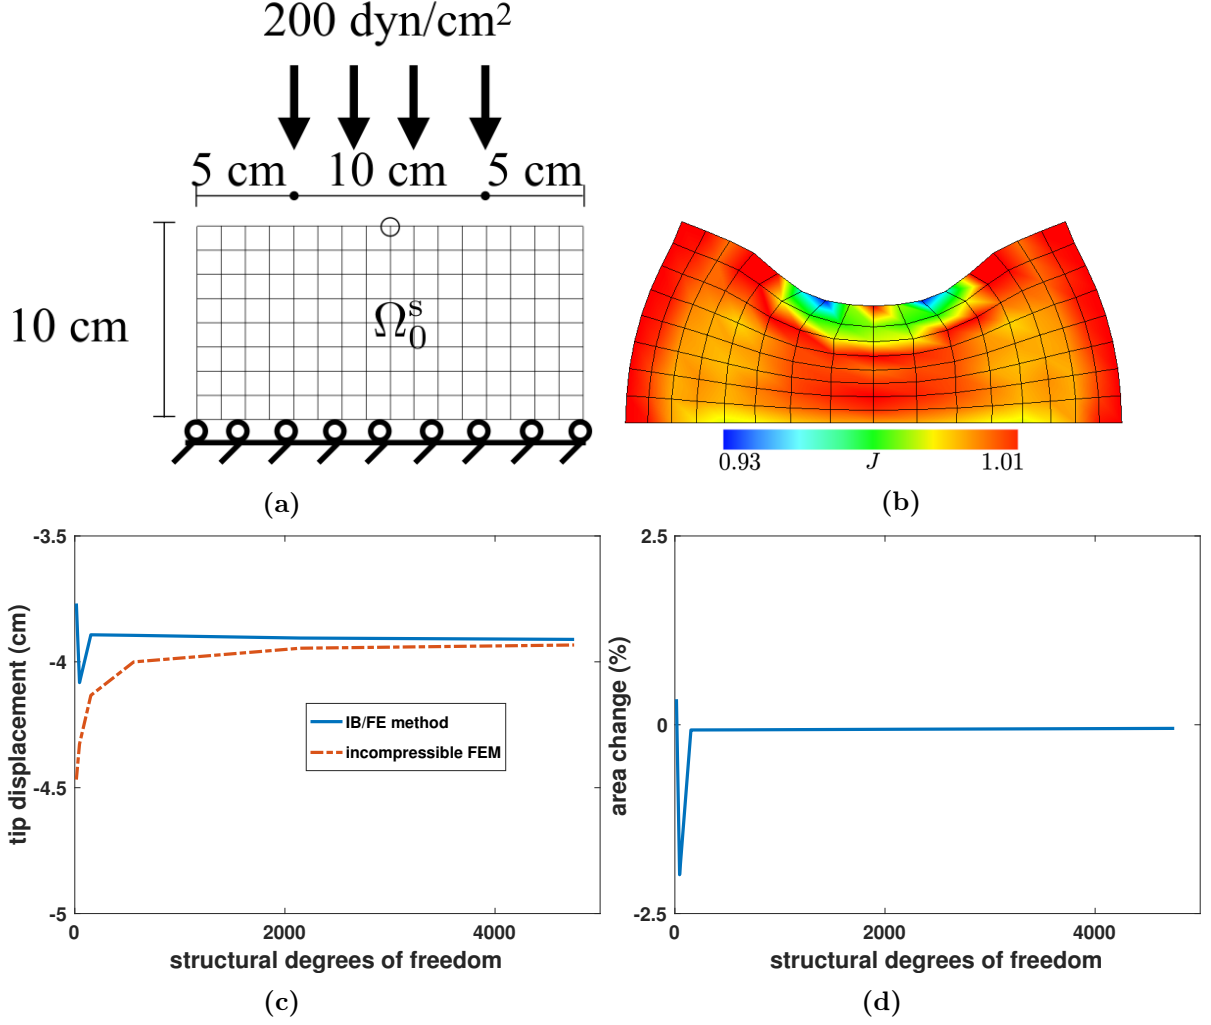 200 dyn/cm²
5 cm 10 cm 5 cm
10 cm
Ω₀ˢ
(a)
0.93 J 1.01
(b)
-3.5
-4
-4.5
-5
0 2000 4000
tip displacement (cm)
structural degrees of freedom
IB/FE method
incompressible FEM
(c)
2.5
0
-2.5
0 2000 4000
area change (%)
structural degrees of freedom
(d)